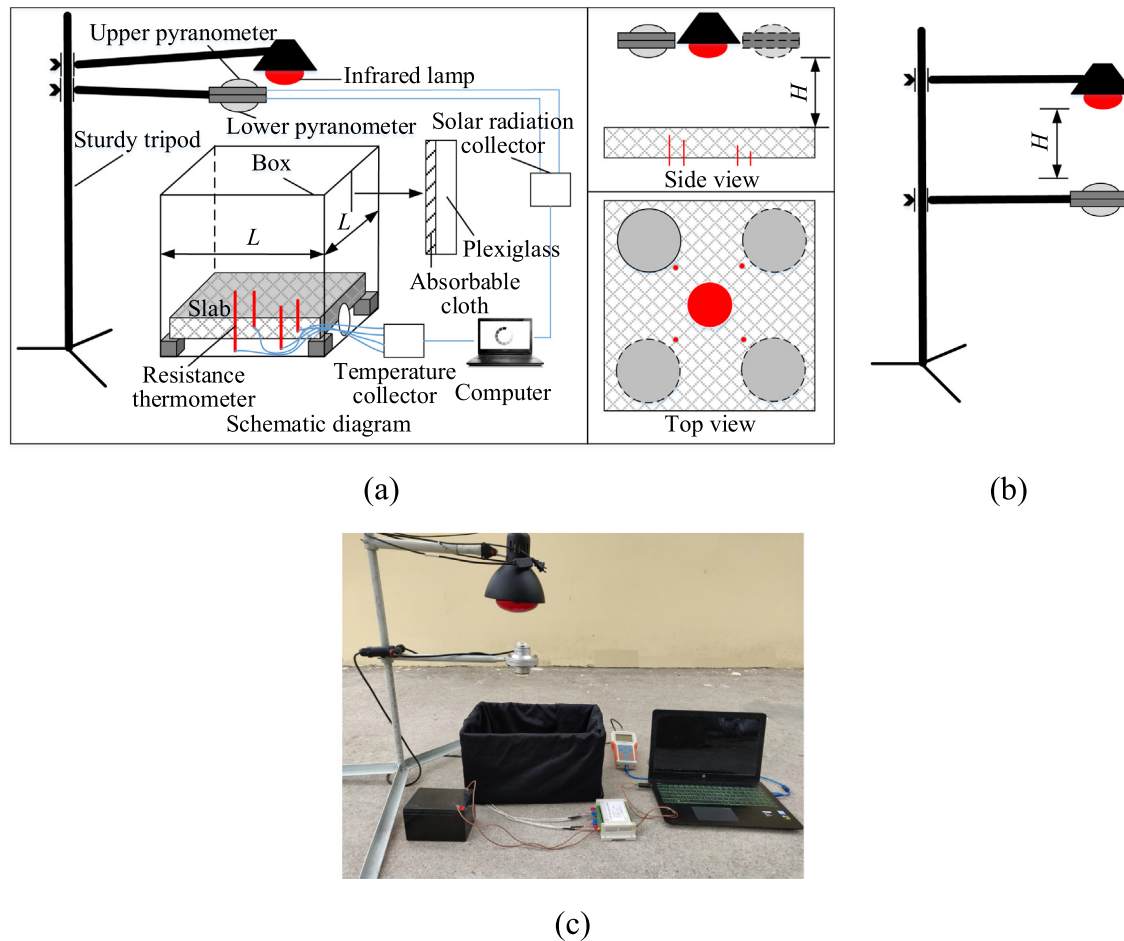 Upper pyranometer
Infrared lamp
Lower pyranometer
Solar radiation
collector
Sturdy tripod
Box
L
L
Plexiglass
Absorbable
cloth
Slab
Resistance
thermometer
Temperature
collector
Computer
Schematic diagram
H
Side view
Top view
(a)
H
(b)
(c)